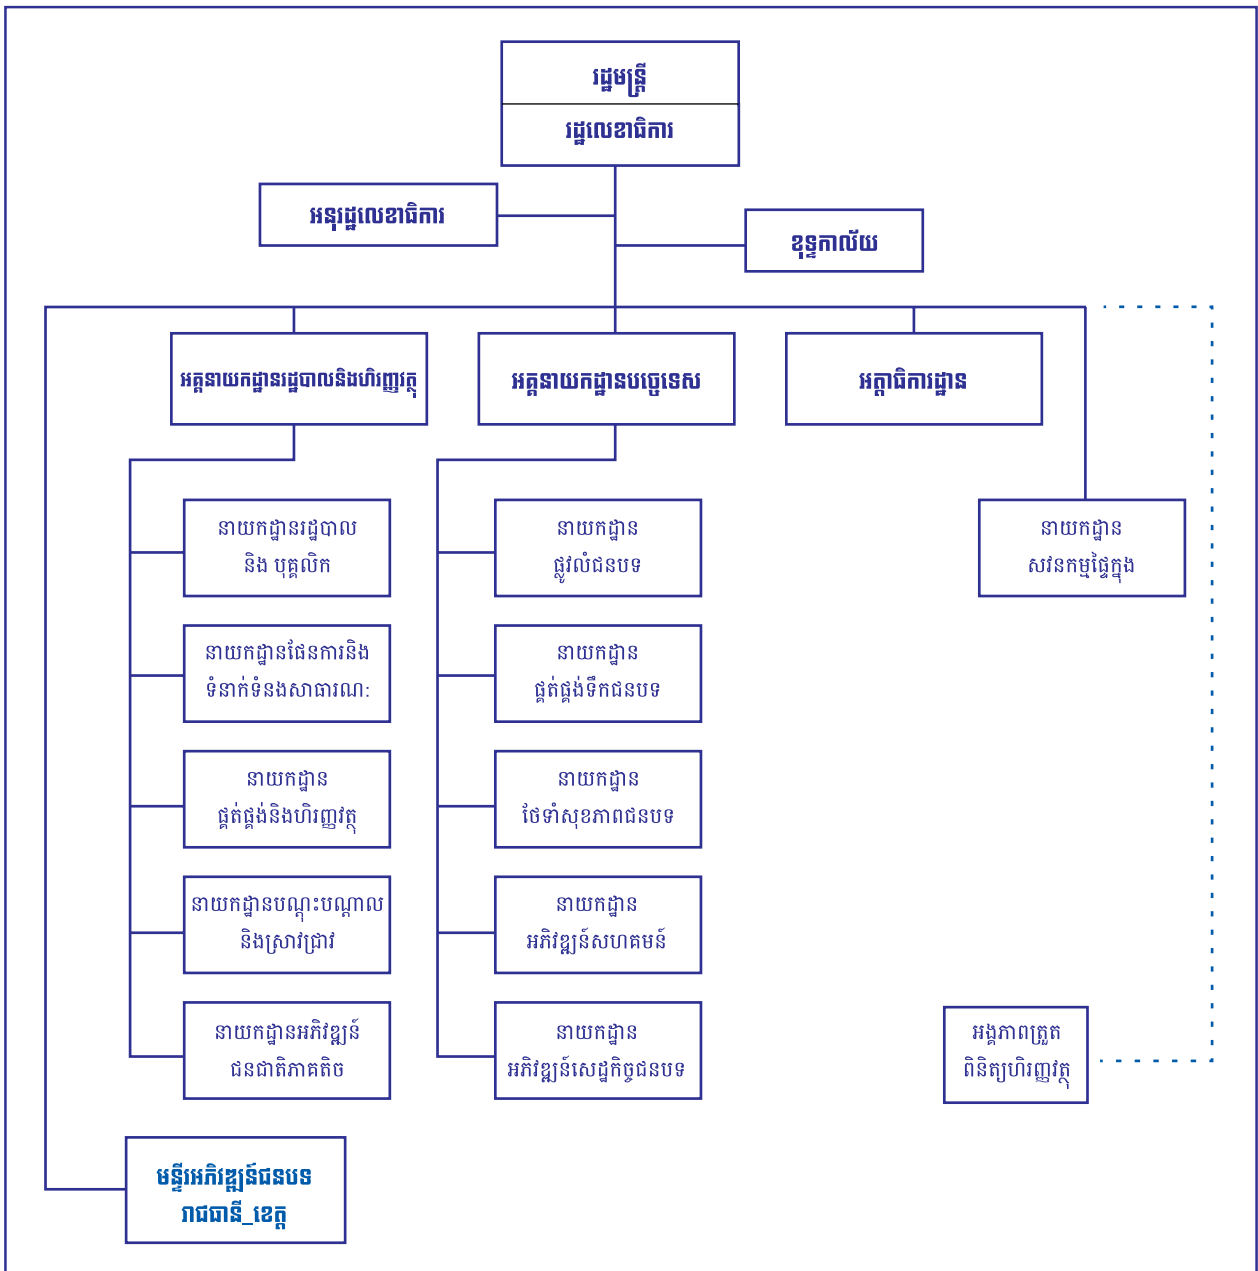 រដ្ឋមន្ត្រី
រដ្ឋលេខាធិការ
អនុរដ្ឋលេខាធិការ
ខុទ្ទកាល័យ
អគ្គនាយកដ្ឋានរដ្ឋបាលនិងហិរញ្ញវត្ថុ
អគ្គនាយកដ្ឋានបច្ចេទេស
អគ្គាធិការដ្ឋាន
នាយកដ្ឋានរដ្ឋបាល
និង បុគ្គលិក
នាយកដ្ឋានផែនការនិង
ទំនាក់ទំនងសាធារណ:
នាយកដ្ឋាន
ផ្គត់ផ្គង់និងហិរញ្ញវត្ថុ
នាយកដ្ឋានបណ្តុះបណ្តាល
និងស្រាវជ្រាវ
នាយកដ្ឋានអភិវឌ្ឍន៍
ជនជាតិភាគតិច
នាយកដ្ឋាន
ផ្លូវលំជនបទ
នាយកដ្ឋាន
ផ្គត់ផ្គង់ទឹកជនបទ
នាយកដ្ឋាន
ថែទាំសុខភាពជនបទ
នាយកដ្ឋាន
អភិវឌ្ឍន៍សហគមន៍
នាយកដ្ឋាន
អភិវឌ្ឍន៍សេដ្ឋកិច្ចជនបទ
នាយកដ្ឋាន
សវនកម្មផ្ទៃក្នុង
អង្គភាពត្រួត
ពិនិត្យហិរញ្ញវត្ថុ
មន្ទីរអភិវឌ្ឍន៍ជនបទ
រាជធានី_ខេត្ត